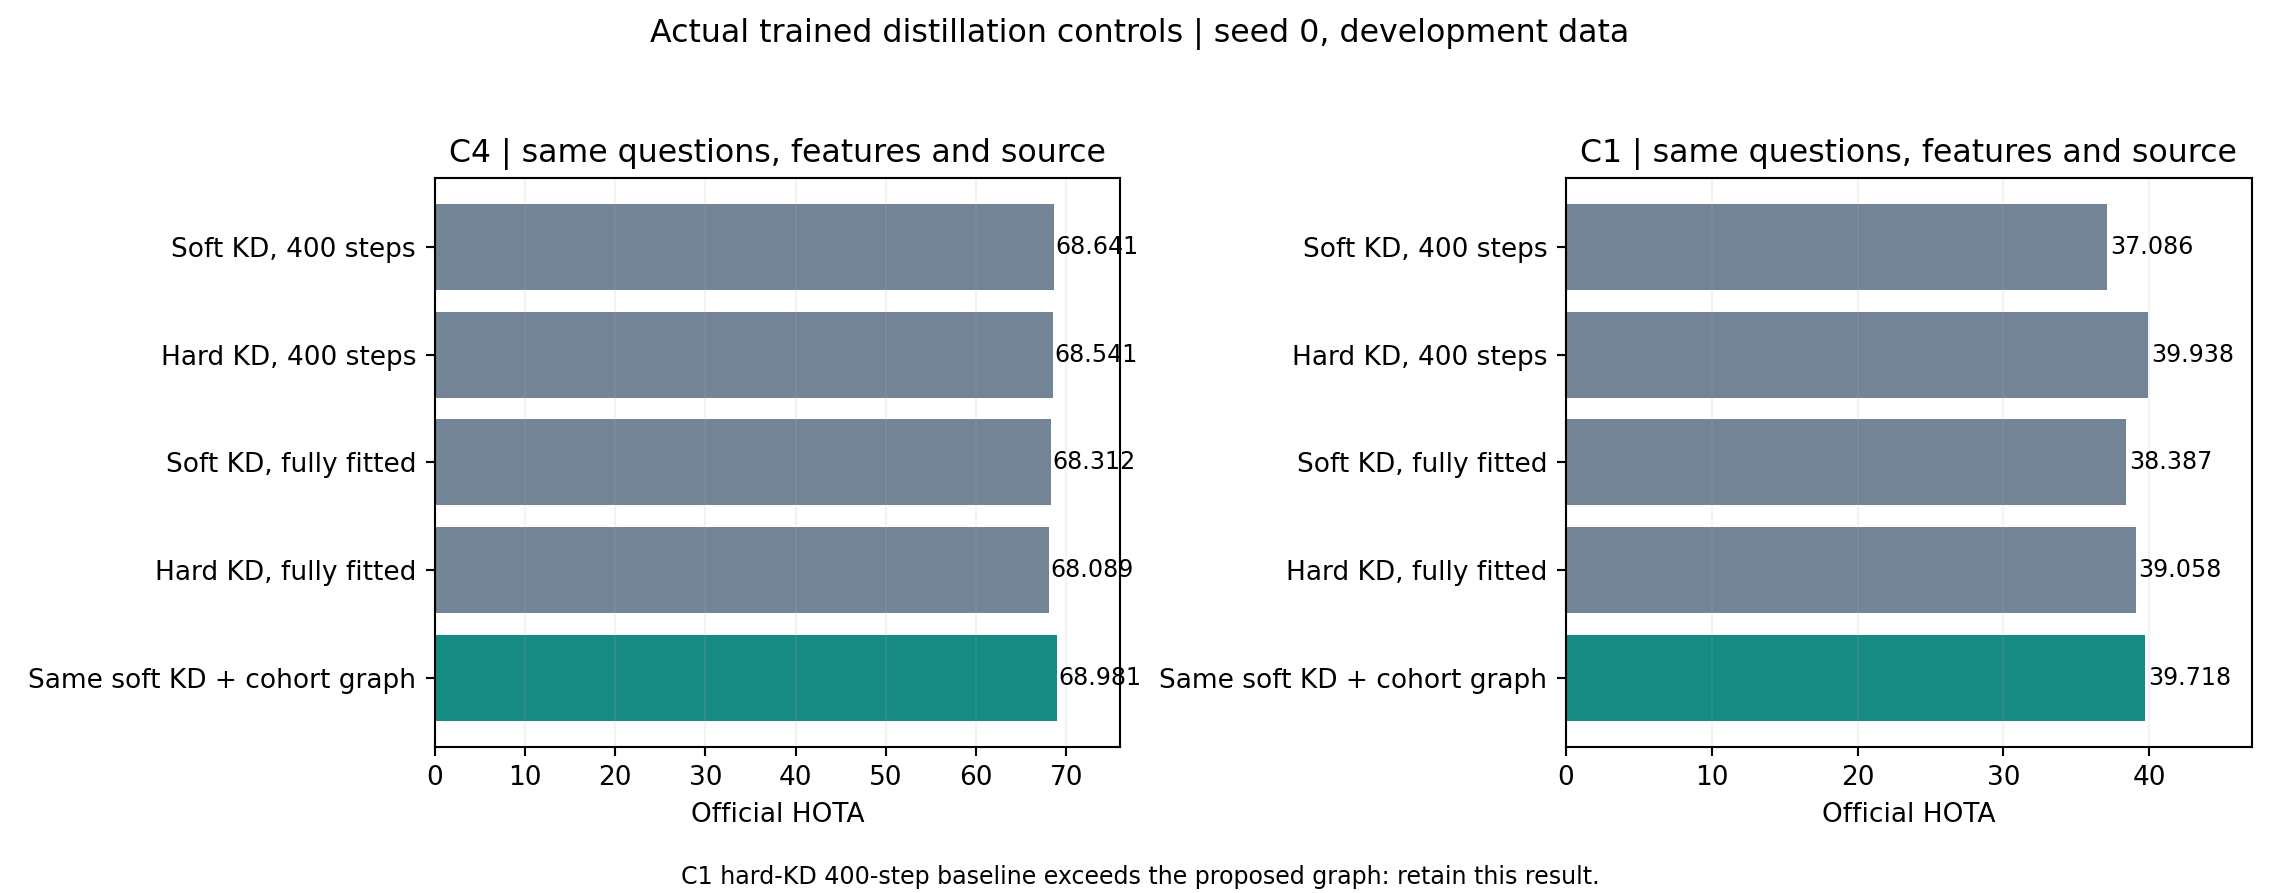 Actual trained distillation controls | seed 0, development data
C4 | same questions, features and source
Soft KD, 400 steps
68.641
Hard KD, 400 steps
68.541
Soft KD, fully fitted
68.312
Hard KD, fully fitted
68.089
Same soft KD + cohort graph
68.981
0 10 20 30 40 50 60 70
Official HOTA
C1 | same questions, features and source
Soft KD, 400 steps
37.086
Hard KD, 400 steps
39.938
Soft KD, fully fitted
38.387
Hard KD, fully fitted
39.058
Same soft KD + cohort graph
39.718
0 10 20 30 40
Official HOTA
C1 hard-KD 400-step baseline exceeds the proposed graph: retain this result.